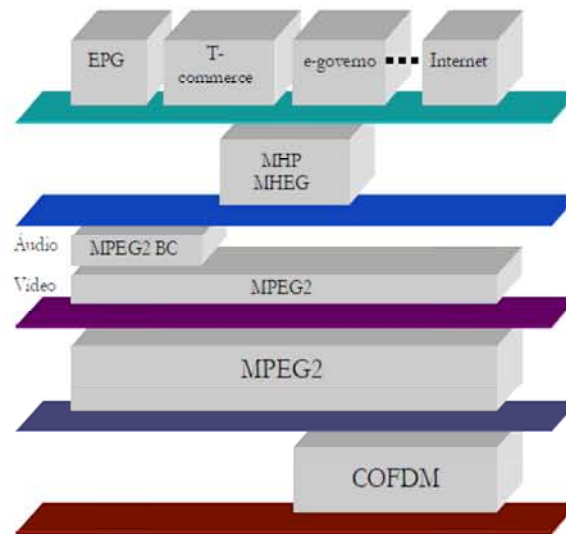 EPG
T-
commerce
e-governo
Internet
MHP
MHEG
Áudio
MPEG2 BC
Vídeo
MPEG2
MPEG2
COFDM